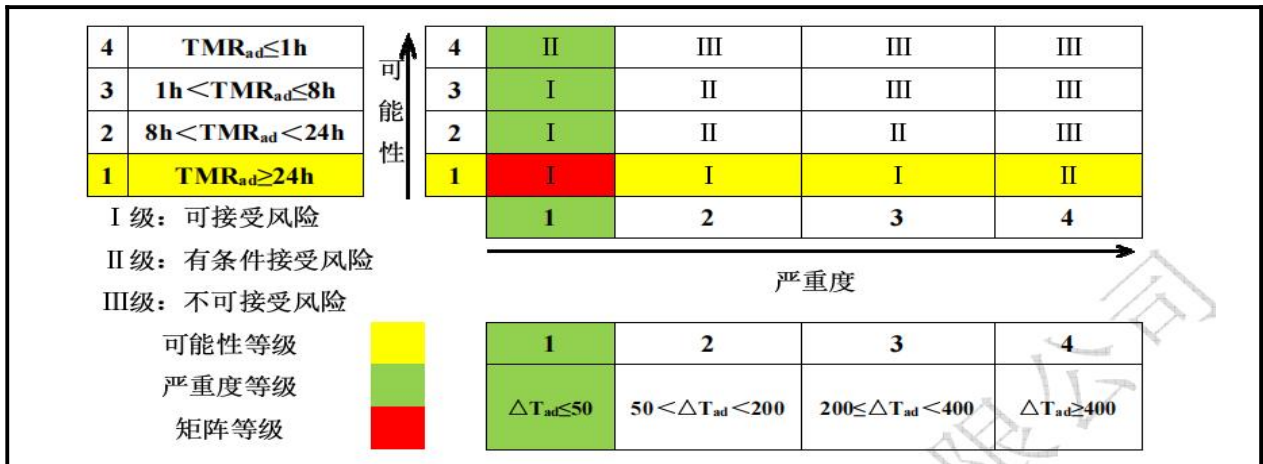 4 TMRad≤1h 4 II III III III
3 1h＜TMRad≤8h 3 I II III III
2 8h＜TMRad＜24h 2 I II II III
1 TMRad≥24h 1 I I I II
可能性
I 级：可接受风险 1 2 3 4
II 级：有条件接受风险
严重度
III级：不可接受风险
可能性等级 1 2 3 4
严重度等级
△Tad≤50 50＜△Tad＜200 200≤△Tad＜400 △Tad≥400
矩阵等级
限公司